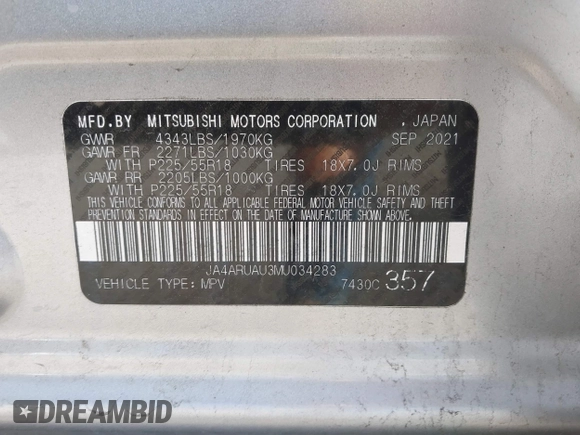 MFD.BY MITSUBISHI MOTORS CORPORATION , JAPAN
GVWR 4343LBS/1970KG SEP 2021
GAWR FR 2271LBS/1030KG
WITH P225/55R18 TIRES 18X7.0J RIMS
GAWR RR 2205LBS/1000KG
WITH P225/55R18 TIRES 18X7.0J RIMS
THIS VEHICLE CONFORMS TO ALL APPLICABLE FEDERAL MOTOR VEHICLE SAFETY, BUMPER, AND THEFT
PREVENTION STANDARDS IN EFFECT ON THE DATE OF MANUFACTURE SHOWN ABOVE.
JA4ARUAU3MU034283
VEHICLE TYPE: MPV 7430C 357
DREAMBID